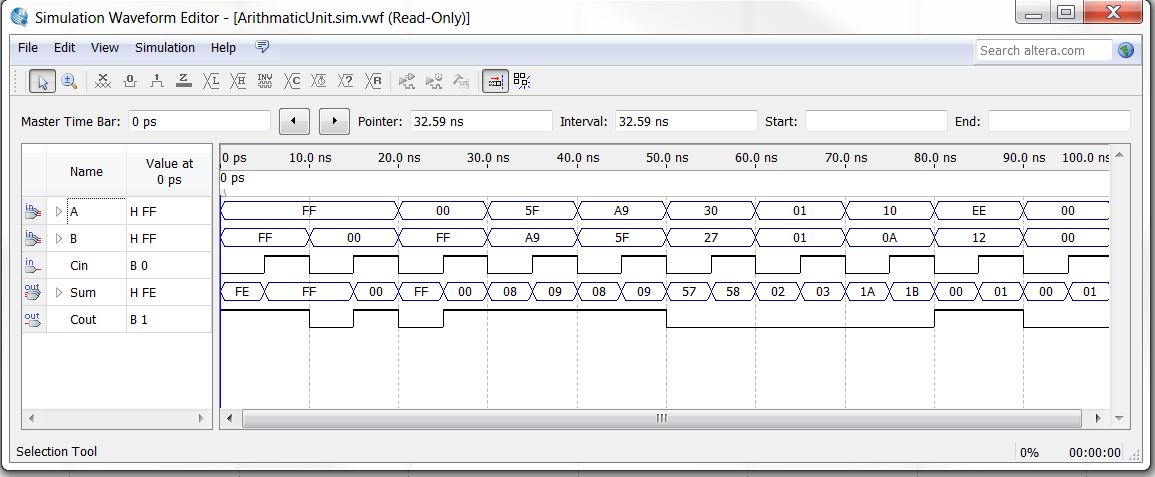 Simulation Waveform Editor - [ArithmaticUnit.sim.vwf (Read-Only)]
File Edit View Simulation Help Search altera.com
Master Time Bar: 0 ps Pointer: 32.59 ns Interval: 32.59 ns Start: End:
Name Value at 0 ps 0 ps 10.0 ns 20.0 ns 30.0 ns 40.0 ns 50.0 ns 60.0 ns 70.0 ns 80.0 ns 90.0 ns 100.0 ns
0 ps
in A H FF FF 00 5F A9 30 01 10 EE 00
in B H FF FF 00 FF A9 5F 27 01 0A 12 00
in Cin B 0
out Sum H FE FE FF 00 FF 00 08 09 08 09 57 58 02 03 1A 1B 00 01 00 01
out Cout B 1
Selection Tool 0% 00:00:00